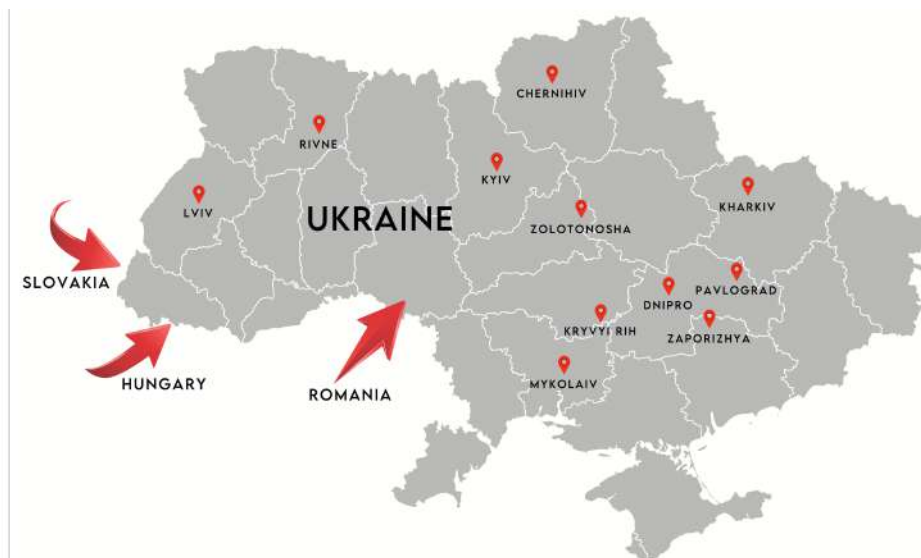 CHERNIHIV
RIVNE
KYIV
LVIV
KHARKIV
UKRAINE
ZOLOTONOSHA
SLOVAKIA
PAVLOGRAD
DNIPRO
KRYVYI RIH
ZAPORIZHYA
HUNGARY
MYKOLAIV
ROMANIA